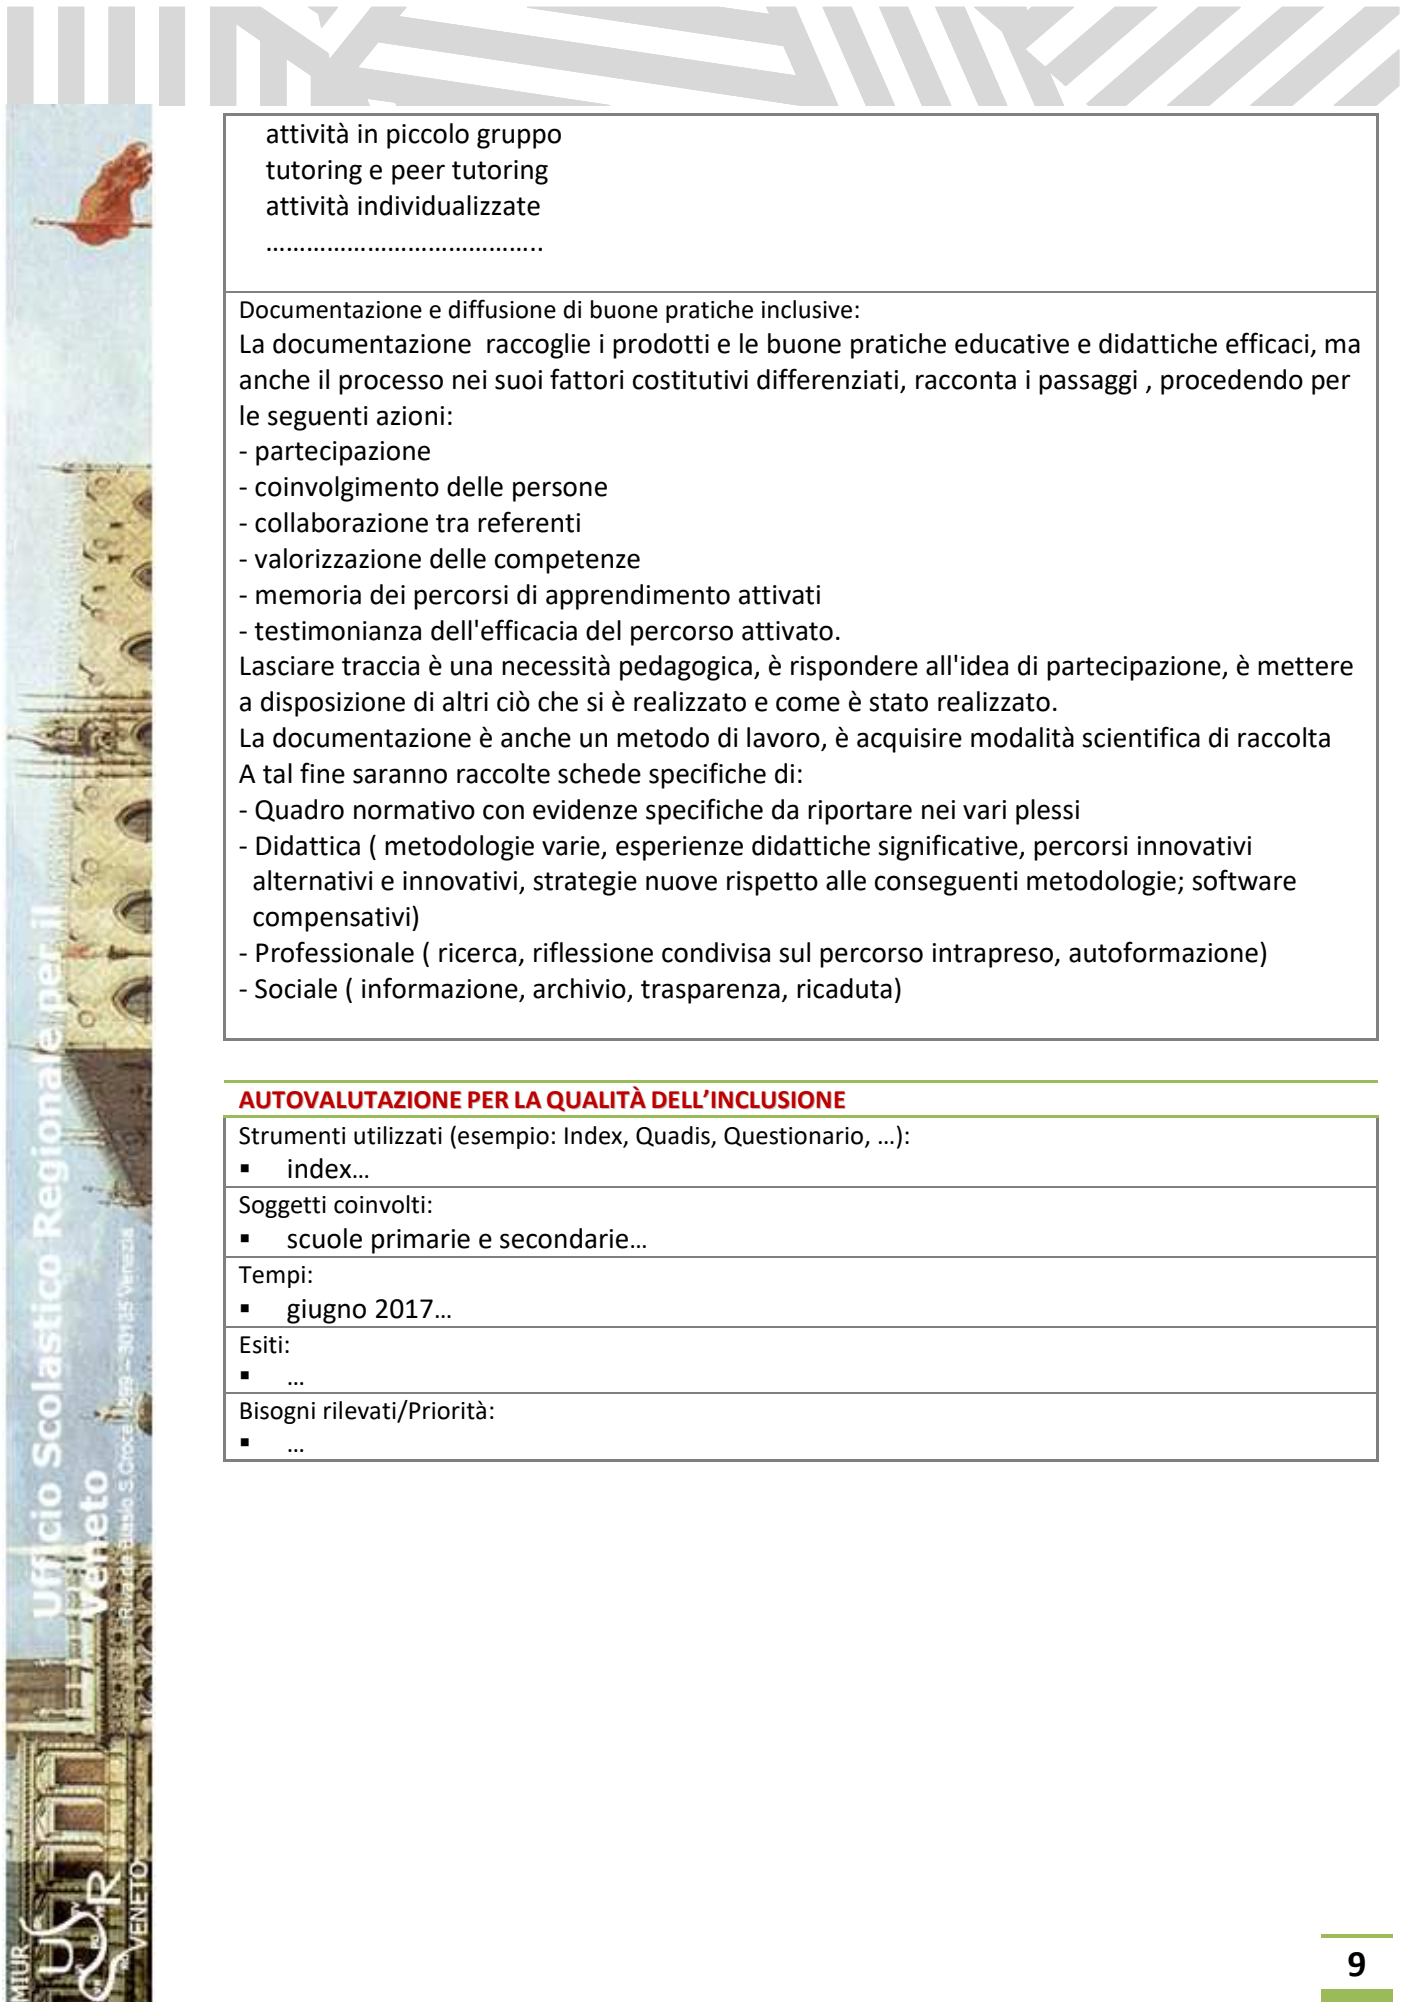 attività in piccolo gruppo
tutoring e peer tutoring
attività individualizzate
…………………………………..
Documentazione e diffusione di buone pratiche inclusive:
La documentazione  raccoglie i prodotti e le buone pratiche educative e didattiche efficaci, ma
anche il processo nei suoi fattori costitutivi differenziati, racconta i passaggi , procedendo per
le seguenti azioni:
- partecipazione
- coinvolgimento delle persone
- collaborazione tra referenti
- valorizzazione delle competenze
- memoria dei percorsi di apprendimento attivati
- testimonianza dell'efficacia del percorso attivato.
Lasciare traccia è una necessità pedagogica, è rispondere all'idea di partecipazione, è mettere
a disposizione di altri ciò che si è realizzato e come è stato realizzato.
La documentazione è anche un metodo di lavoro, è acquisire modalità scientifica di raccolta
A tal fine saranno raccolte schede specifiche di:
- Quadro normativo con evidenze specifiche da riportare nei vari plessi
- Didattica ( metodologie varie, esperienze didattiche significative, percorsi innovativi
alternativi e innovativi, strategie nuove rispetto alle conseguenti metodologie; software
compensativi)
- Professionale ( ricerca, riflessione condivisa sul percorso intrapreso, autoformazione)
- Sociale ( informazione, archivio, trasparenza, ricaduta)
AUTOVALUTAZIONE PER LA QUALITÀ DELL’INCLUSIONE
Strumenti utilizzati (esempio: Index, Quadis, Questionario, …):
▪ index…
Soggetti coinvolti:
▪ scuole primarie e secondarie…
Tempi:
▪ giugno 2017…
Esiti:
▪ …
Bisogni rilevati/Priorità:
▪ …
Ufficio Scolastico Regionale per il
Veneto
Riva de Biasio S.Croce 1299 – 30135 Venezia
MIUR
USR
VENETO
9